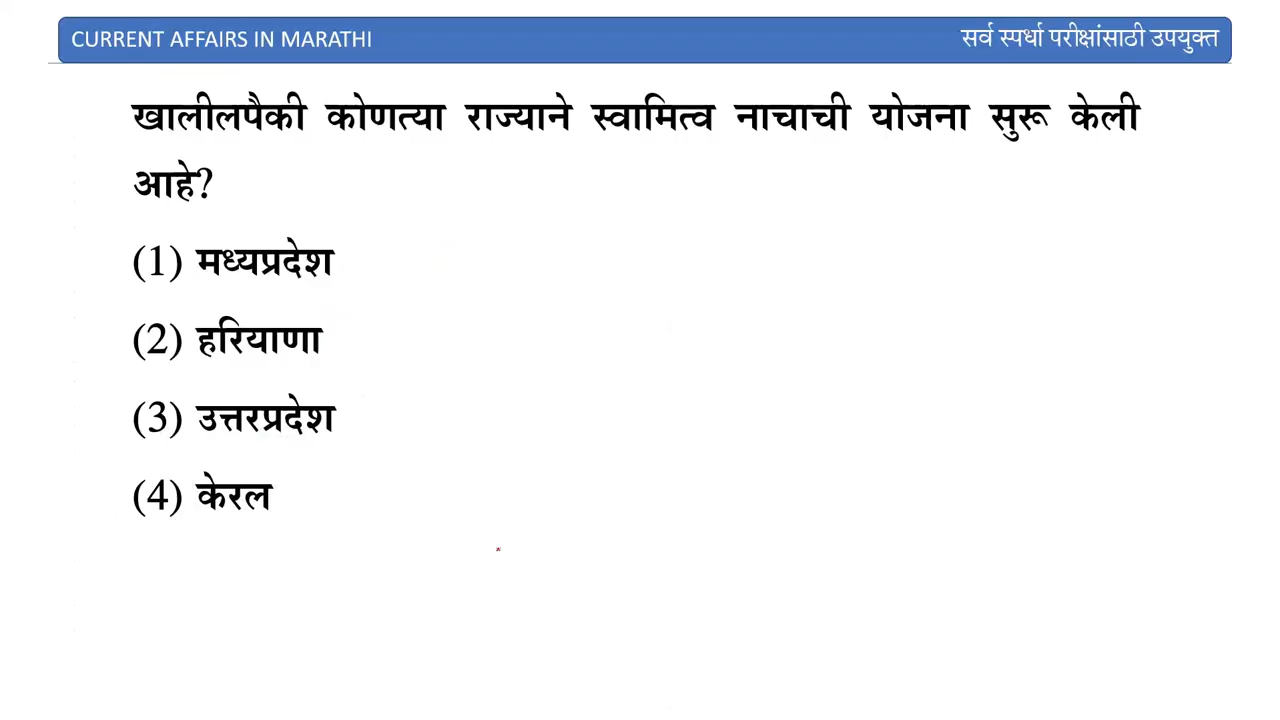 CURRENT AFFAIRS IN MARATHI
सर्व स्पर्धा परीक्षांसाठी उपयुक्त
खालीलपैकी कोणत्या राज्याने स्वामित्व नाचाची योजना सुरू केली
आहे?
(1) मध्यप्रदेश
(2) हरियाणा
(3) उत्तरप्रदेश
(4) केरल